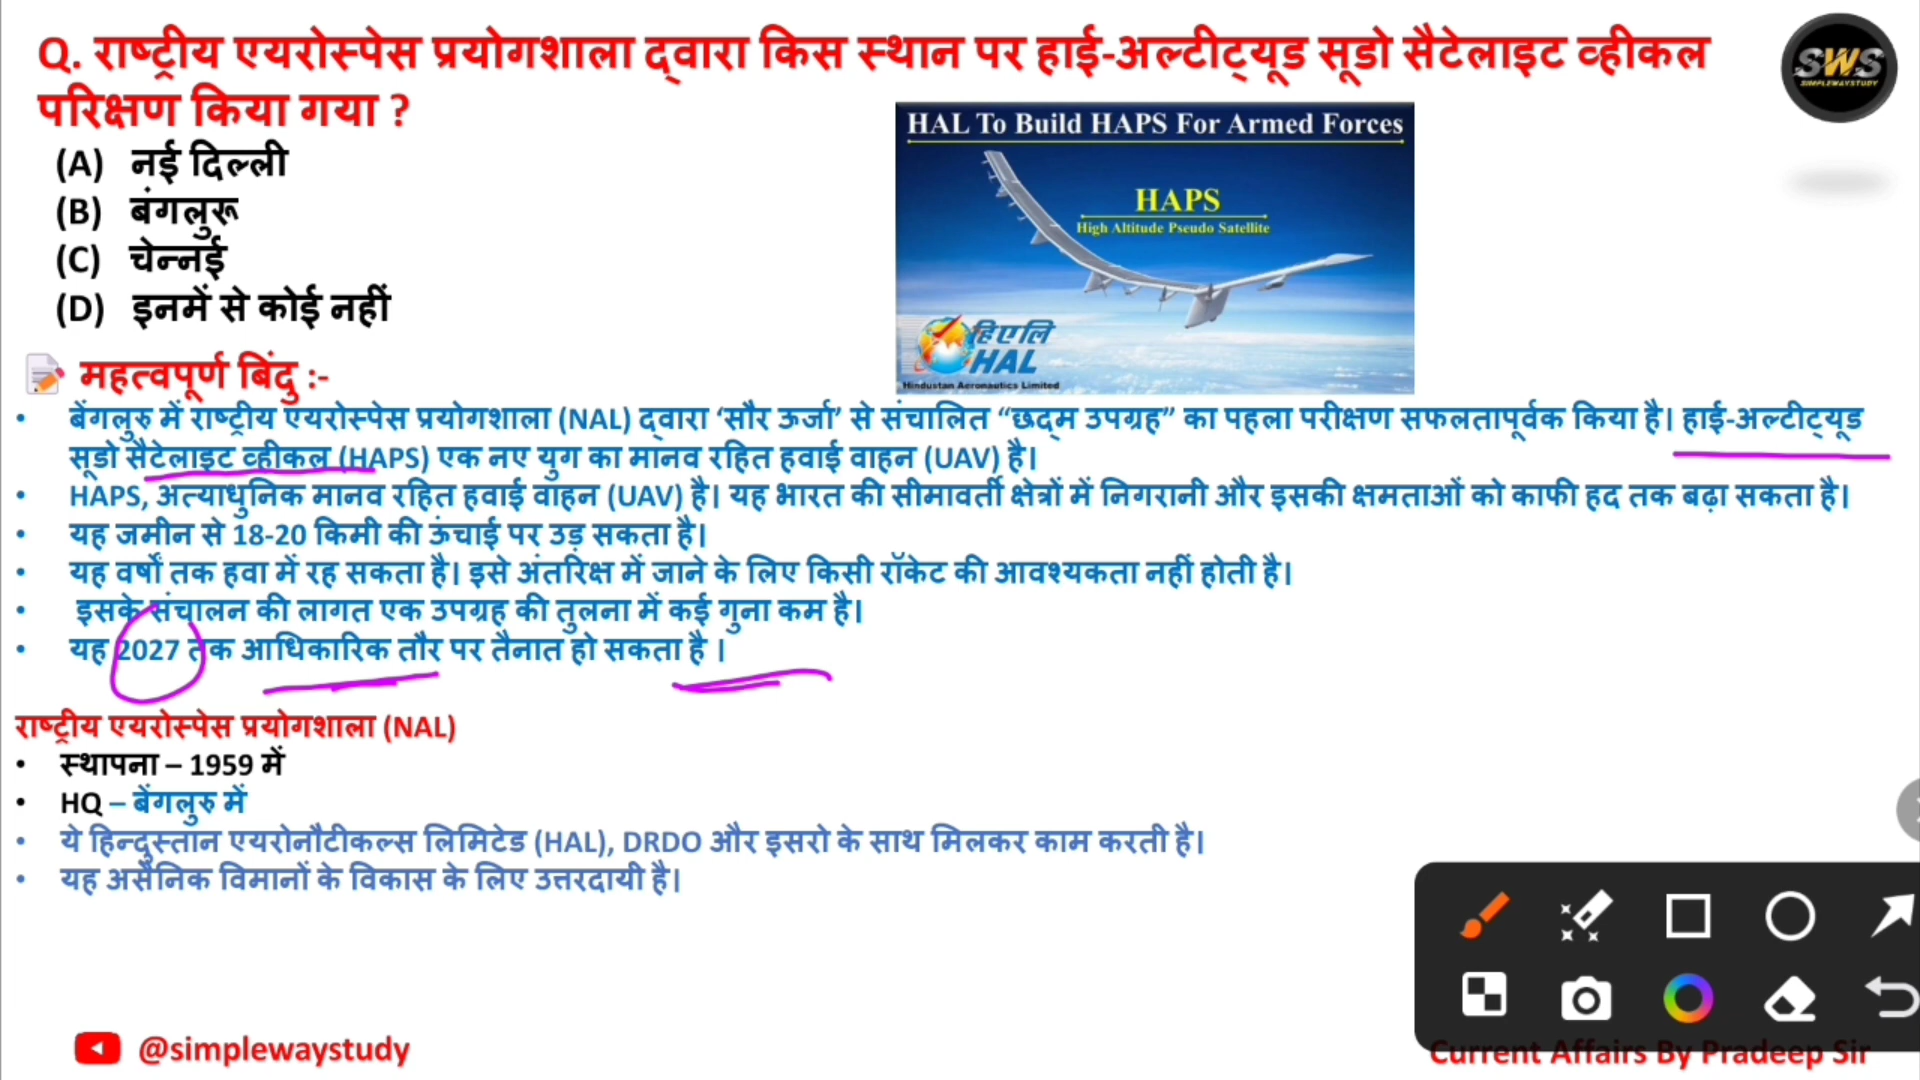 Q. राष्ट्रीय एयरोस्पेस प्रयोगशाला द्वारा किस स्थान पर हाई-अल्टीट्यूड सूडो सैटेलाइट व्हीकल
परिक्षण किया गया ?
(A) नई दिल्ली
(B) बंगलुरू
(C) चेन्नई
(D) इनमें से कोई नहीं
SWS
SIMPLEWAYSTUDY
HAL To Build HAPS For Armed Forces
HAPS
High Altitude Pseudo Satellite
हिएलि
HAL
Hindustan Aeronautics Limited
महत्वपूर्ण बिंदु :-
• बेंगलुरु में राष्ट्रीय एयरोस्पेस प्रयोगशाला (NAL) द्वारा ‘सौर ऊर्जा’ से संचालित “छद्म उपग्रह” का पहला परीक्षण सफलतापूर्वक किया है। हाई-अल्टीट्यूड
सूडो सैटेलाइट व्हीकल (HAPS) एक नए युग का मानव रहित हवाई वाहन (UAV) है।
• HAPS, अत्याधुनिक मानव रहित हवाई वाहन (UAV) है। यह भारत की सीमावर्ती क्षेत्रों में निगरानी और इसकी क्षमताओं को काफी हद तक बढ़ा सकता है।
• यह जमीन से 18-20 किमी की ऊंचाई पर उड़ सकता है।
• यह वर्षों तक हवा में रह सकता है। इसे अंतरिक्ष में जाने के लिए किसी रॉकेट की आवश्यकता नहीं होती है।
• इसके संचालन की लागत एक उपग्रह की तुलना में कई गुना कम है।
• यह 2027 तक आधिकारिक तौर पर तैनात हो सकता है ।
राष्ट्रीय एयरोस्पेस प्रयोगशाला (NAL)
• स्थापना – 1959 में
• HQ – बेंगलुरु में
• ये हिन्दुस्तान एयरोनौटीकल्स लिमिटेड (HAL), DRDO और इसरो के साथ मिलकर काम करती है।
• यह असैनिक विमानों के विकास के लिए उत्तरदायी है।
@simplewaystudy
Current Affairs By Pradeep Sir